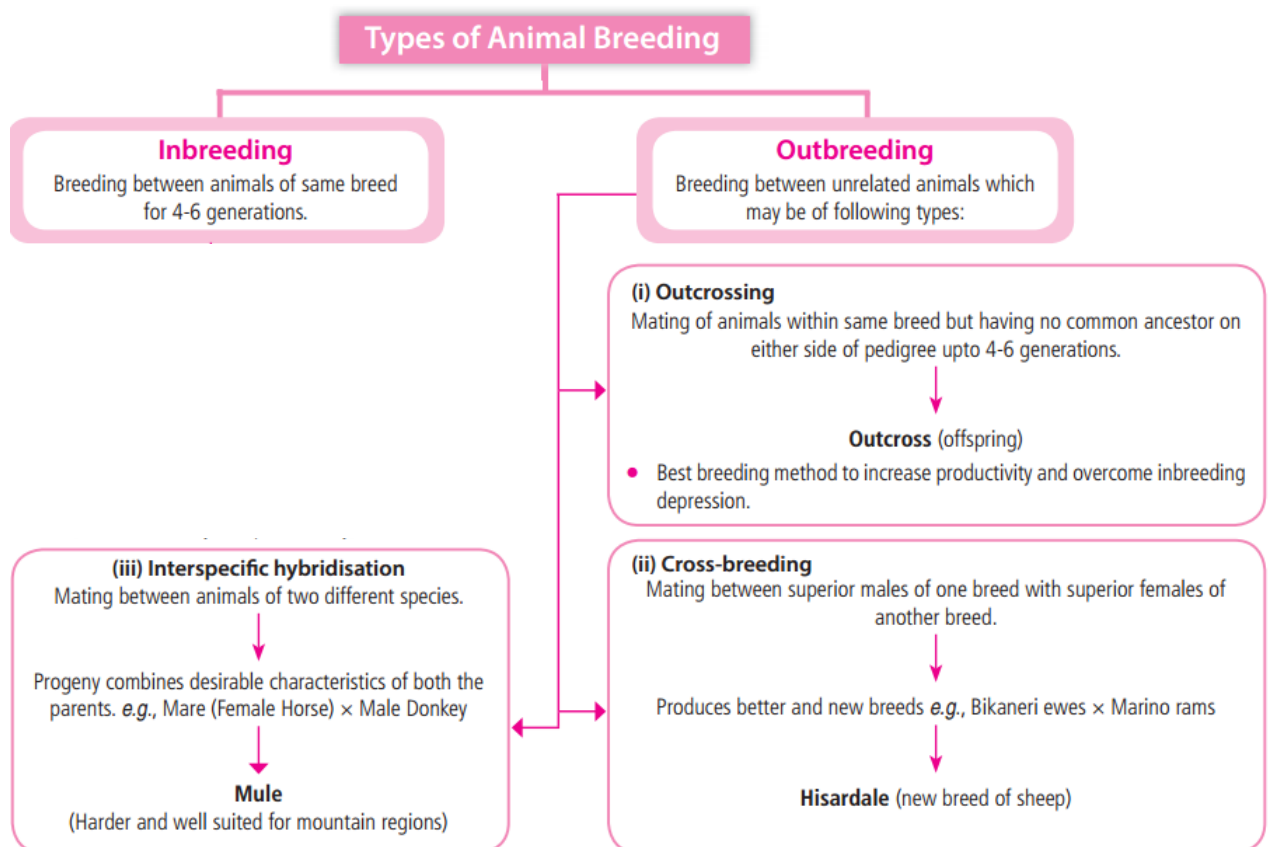 Types of Animal Breeding
Inbreeding
Breeding between animals of same breed
for 4-6 generations.
Outbreeding
Breeding between unrelated animals which
may be of following types:
(i) Outcrossing
Mating of animals within same breed but having no common ancestor on
either side of pedigree upto 4-6 generations.
Outcross (offspring)
• Best breeding method to increase productivity and overcome inbreeding
depression.
(ii) Cross-breeding
Mating between superior males of one breed with superior females of
another breed.
Produces better and new breeds e.g., Bikaneri ewes × Marino rams
Hisardale (new breed of sheep)
(iii) Interspecific hybridisation
Mating between animals of two different species.
Progeny combines desirable characteristics of both the
parents. e.g., Mare (Female Horse) × Male Donkey
Mule
(Harder and well suited for mountain regions)